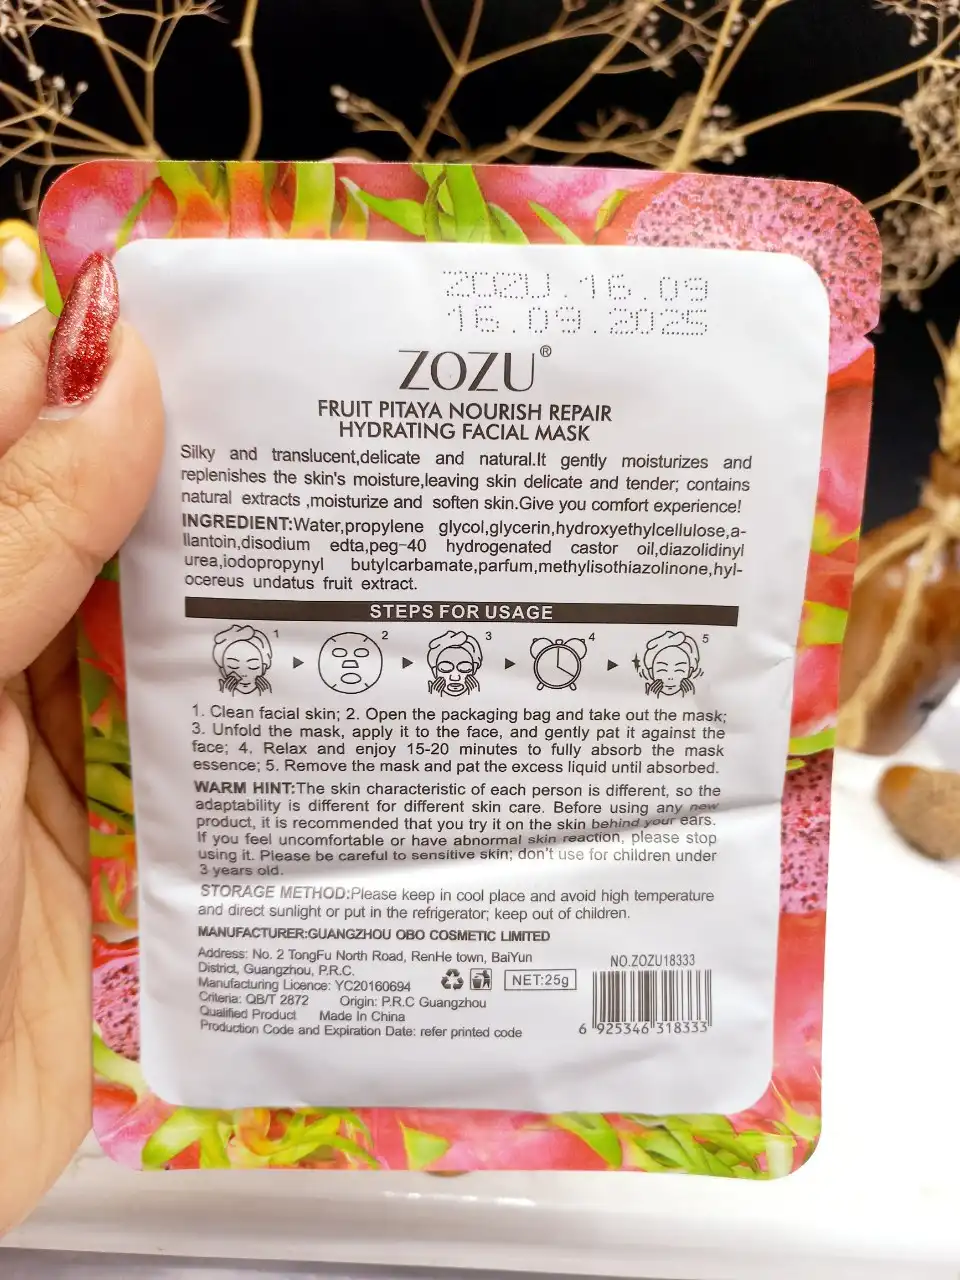 ZOZU.16.09
16.09.2025
ZOZU®
FRUIT PITAYA NOURISH REPAIR
HYDRATING FACIAL MASK
Silky and translucent,delicate and natural.It gently moisturizes and
replenishes the skin's moisture,leaving skin delicate and tender; contains
natural extracts ,moisturize and soften skin.Give you comfort experience!
INGREDIENT:Water,propylene glycol,glycerin,hydroxyethylcellulose,a-
llantoin,disodium edta,peg-40 hydrogenated castor oil,diazolidinyl
urea,iodopropynyl butylcarbamate,parfum,methylisothiazolinone,hyl-
ocereus undatus fruit extract.
STEPS FOR USAGE
1 2 3 4 5
1. Clean facial skin; 2. Open the packaging bag and take out the mask;
3. Unfold the mask, apply it to the face, and gently pat it against the
face; 4. Relax and enjoy 15-20 minutes to fully absorb the mask
essence; 5. Remove the mask and pat the excess liquid until absorbed.
WARM HINT:The skin characteristic of each person is different, so the
adaptability is different for different skin care. Before using any new
product, it is recommended that you try it on the skin behind your ears.
If you feel uncomfortable or have abnormal skin reaction, please stop
using it. Please be careful to sensitive skin; don't use for children under
3 years old.
STORAGE METHOD:Please keep in cool place and avoid high temperature
and direct sunlight or put in the refrigerator; keep out of children.
MANUFACTURER:GUANGZHOU OBO COSMETIC LIMITED
Address: No. 2 TongFu North Road, RenHe town, BaiYun
District, Guangzhou, P.R.C.
Manufacturing Licence: YC20160694
Criteria: QB/T 2872 Origin: P.R.C Guangzhou
Qualified Product Made In China
Production Code and Expiration Date: refer printed code
NET:25g
NO.ZOZU18333
6 925346 318333